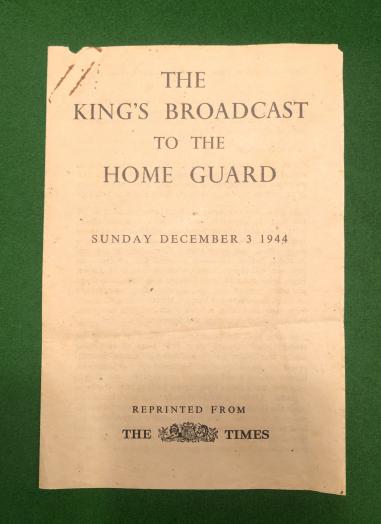 THE
KING'S BROADCAST
TO THE
HOME GUARD
SUNDAY DECEMBER 3 1944
REPRINTED FROM
THE TIMES